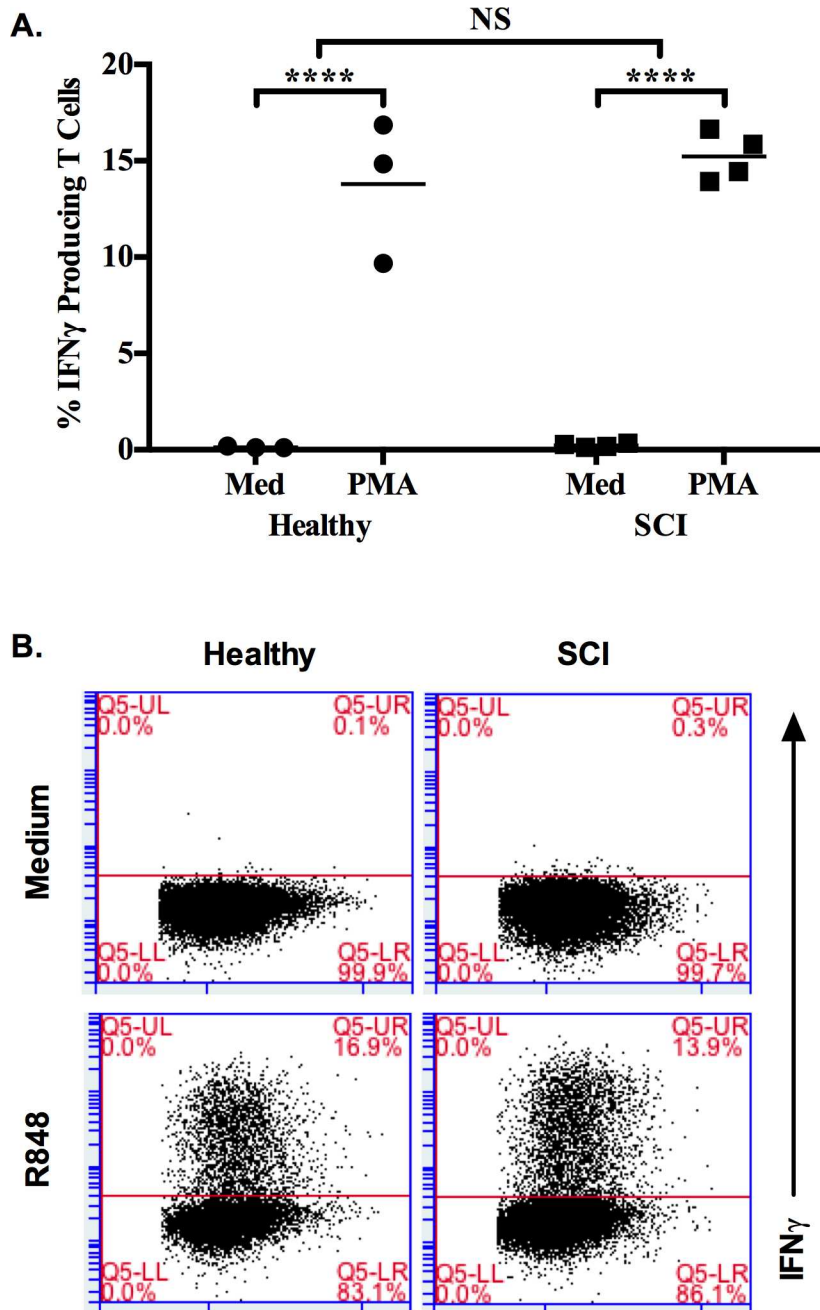 A.
NS
**** ****
20
15
10
5
0
% IFNγ Producing T Cells
Med PMA Med PMA
Healthy SCI
B.
Healthy SCI
Medium
Q5-UL Q5-UR
0.0% 0.1%
Q5-LL Q5-LR
0.0% 99.9%
Q5-UL Q5-UR
0.0% 0.3%
Q5-LL Q5-LR
0.0% 99.7%
R848
Q5-UL Q5-UR
0.0% 16.9%
Q5-LL Q5-LR
0.0% 83.1%
Q5-UL Q5-UR
0.0% 13.9%
Q5-LL Q5-LR
0.0% 86.1%
IFNγ